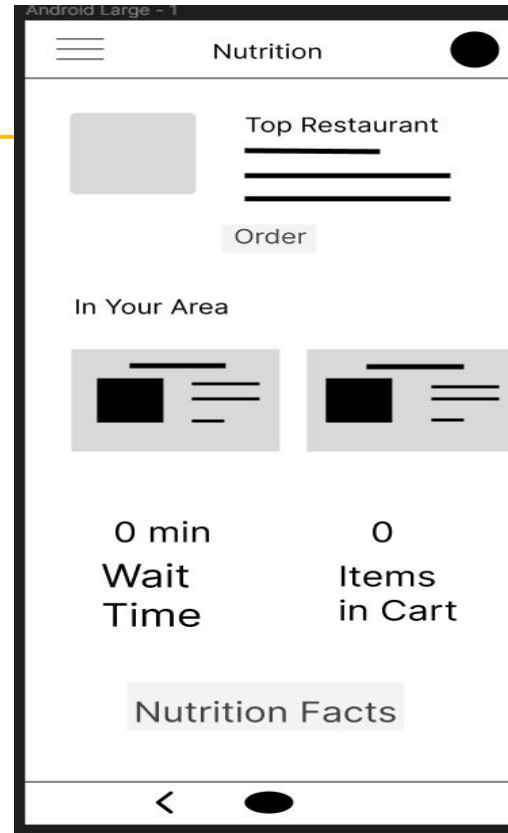 Android Large - 1
Nutrition
Top Restaurant
Order
In Your Area
0 min
Wait
Time
0
Items
in Cart
Nutrition Facts